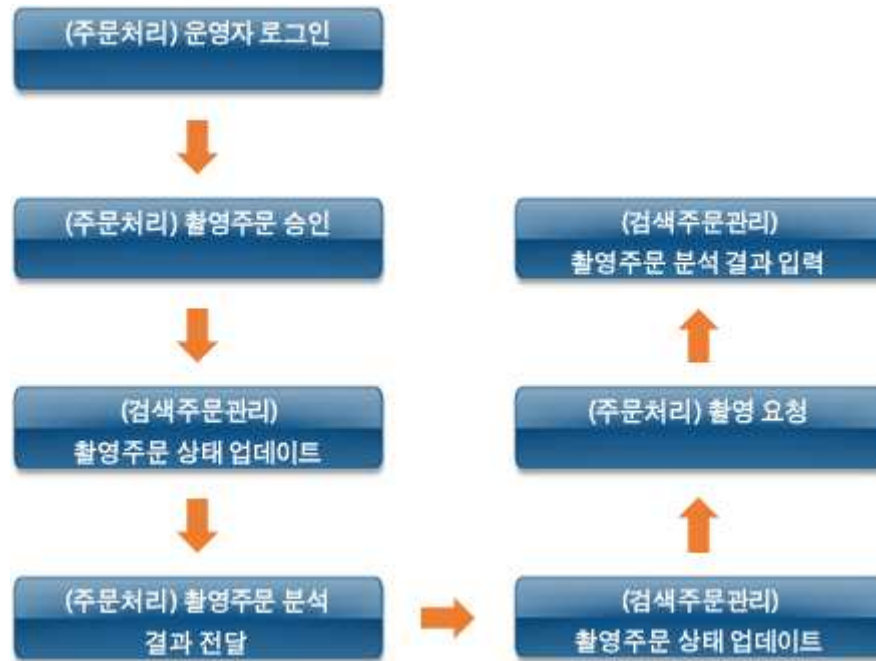 (주문처리) 운영자 로그인
(주문처리) 촬영주문 승인
(검색주문관리)
촬영주문 상태 업데이트
(주문처리) 촬영주문 분석
결과 전달
(검색주문관리)
촬영주문 상태 업데이트
(주문처리) 촬영 요청
(검색주문관리)
촬영주문 분석 결과 입력